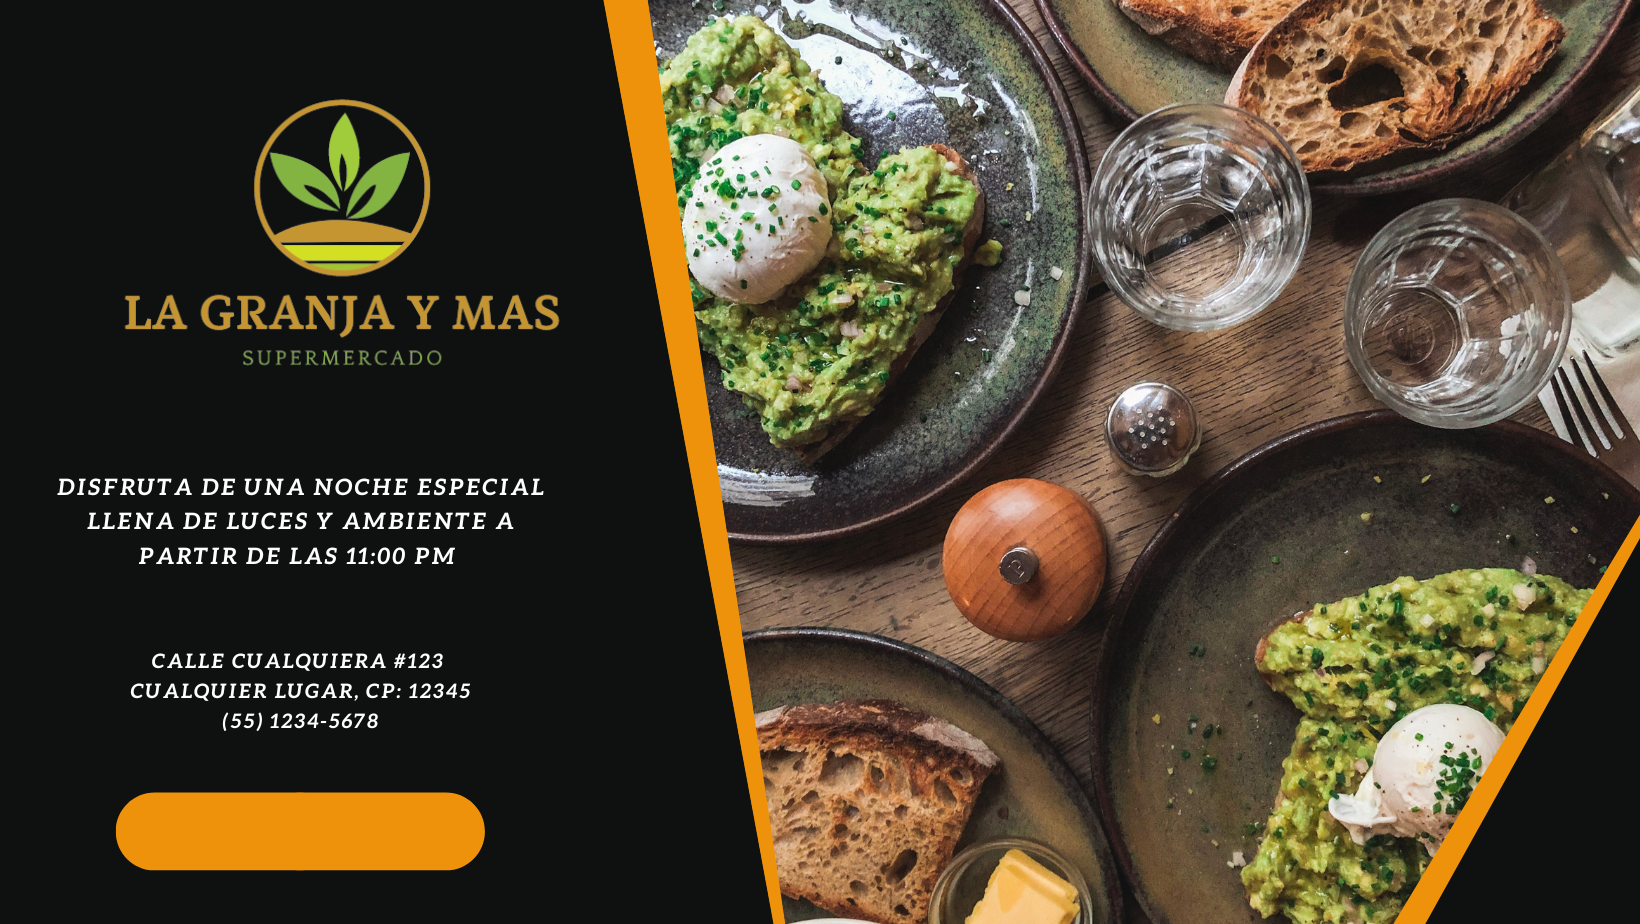 LA GRANJA Y MAS
SUPERMERCADO
DISFRUTA DE UNA NOCHE ESPECIAL
LLENA DE LUCES Y AMBIENTE A
PARTIR DE LAS 11:00 PM
CALLE CUALQUIERA #123
CUALQUIER LUGAR, CP: 12345
(55) 1234-5678